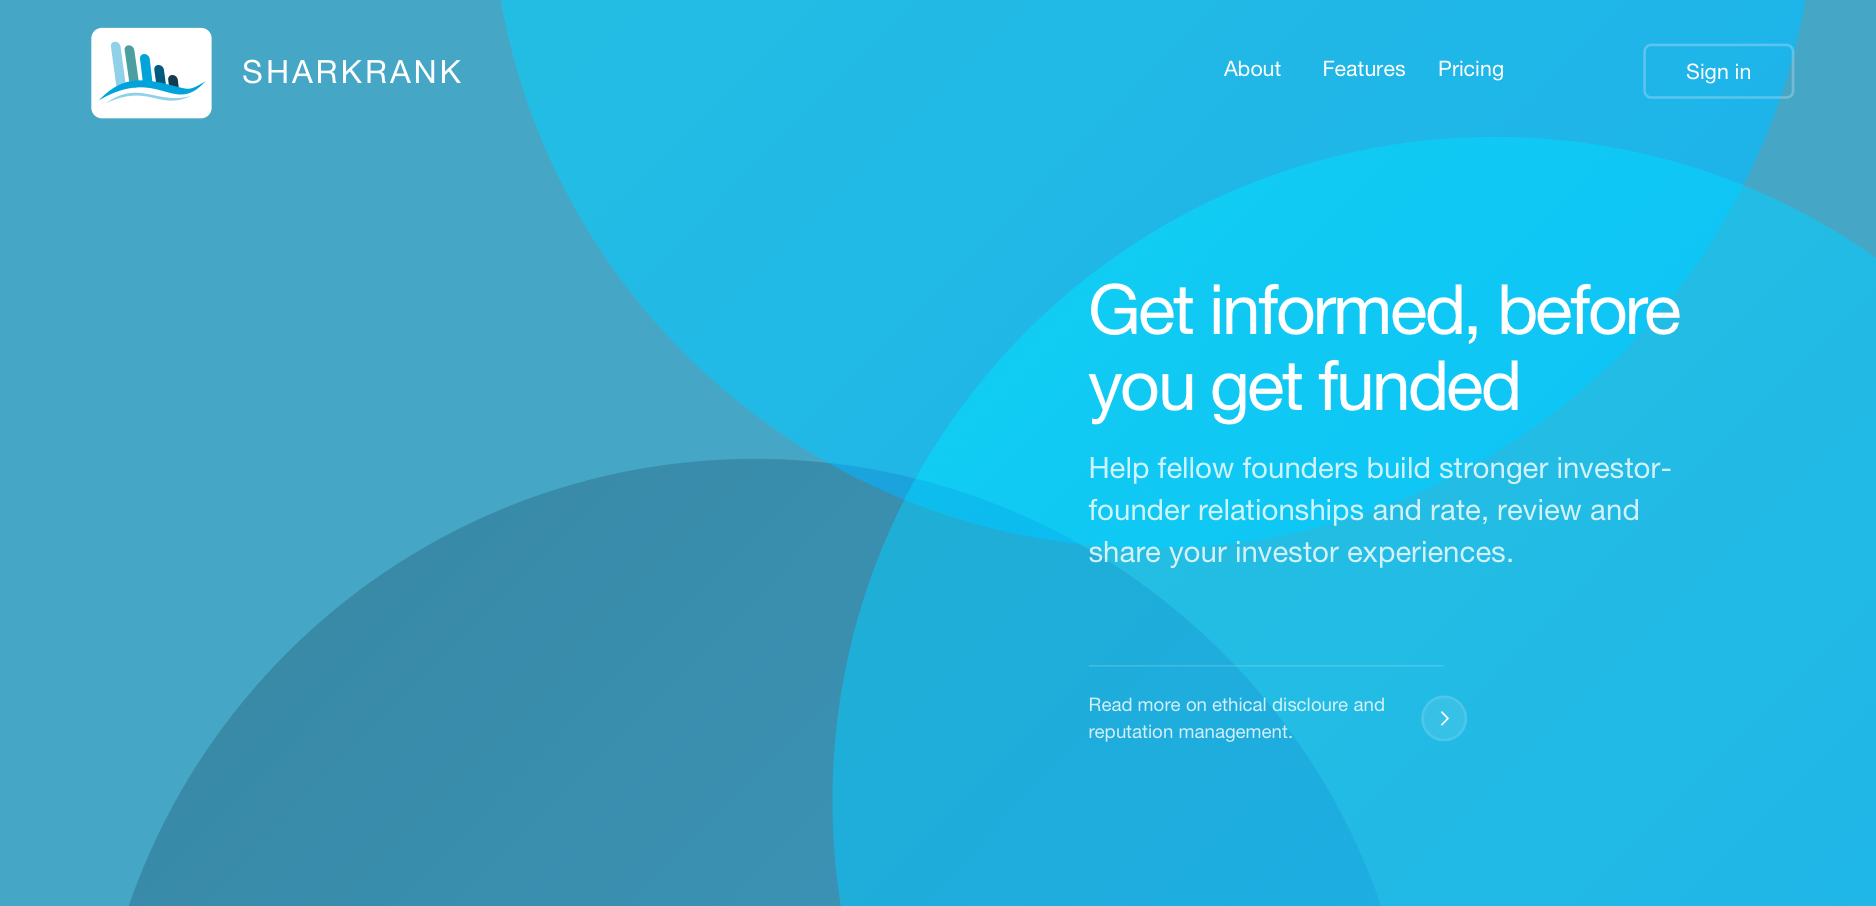 SHARKRANK
About Features Pricing Sign in
Get informed, before
you get funded
Help fellow founders build stronger investor-
founder relationships and rate, review and
share your investor experiences.
Read more on ethical discloure and
reputation management.